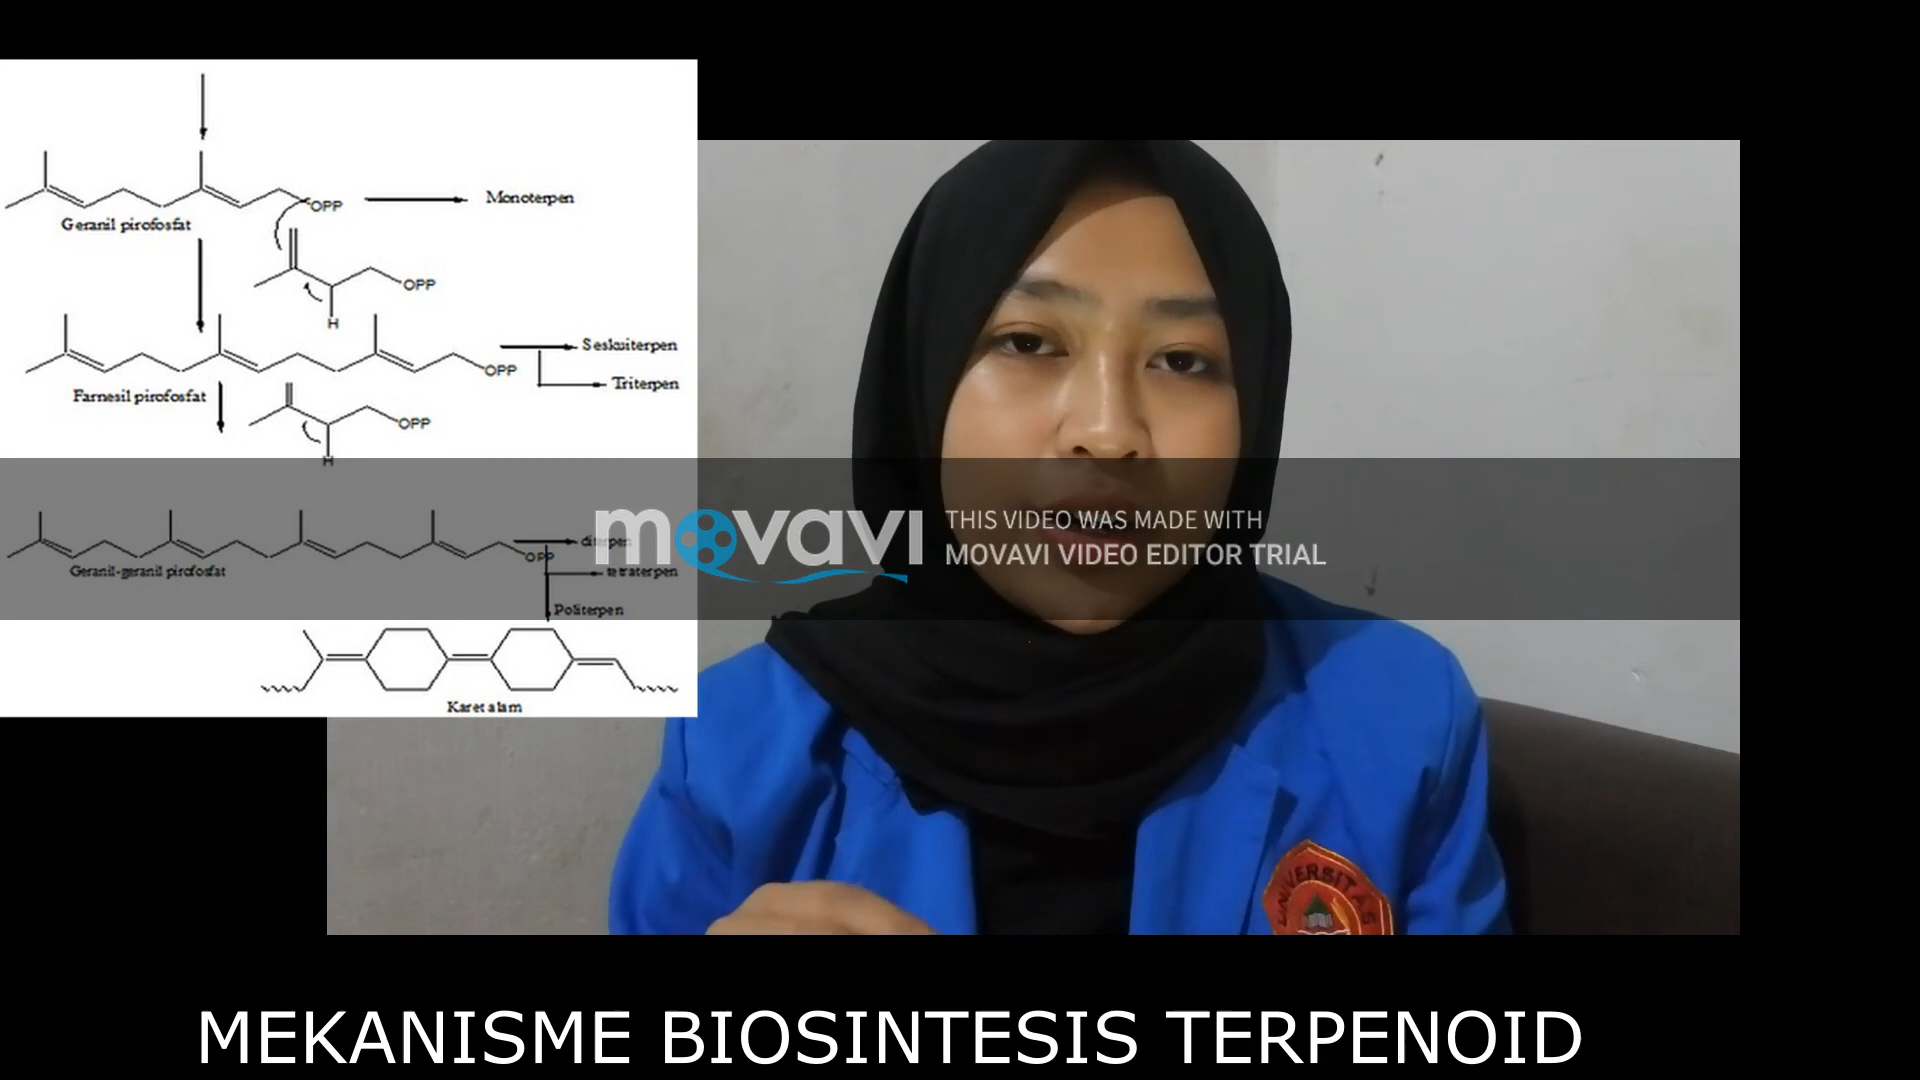 OPP
Monoterpen
Geranil pirofosfat
OPP
H
Seskuiterpen
OPP
Triterpen
Farnesil pirofosfat
OPP
H
movavi
THIS VIDEO WAS MADE WITH
MOVAVI VIDEO EDITOR TRIAL
diterpen
OPP
Geranil-geranil pirofosfat
tetraterpen
Politerpen
Karet alam
UNIVERSITAS
MEKANISME BIOSINTESIS TERPENOID